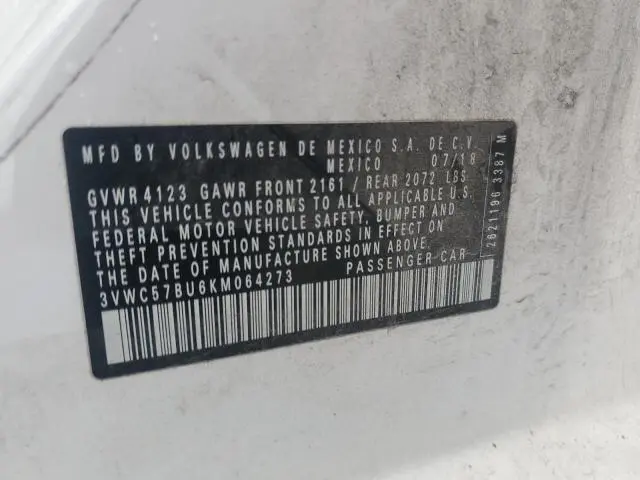 MFD BY VOLKSWAGEN DE MEXICO S.A. DE C.V.
MEXICO 07/18
GVWR 4123 GAWR FRONT 2161 / REAR 2072 LBS
THIS VEHICLE CONFORMS TO ALL APPLICABLE U.S.
FEDERAL MOTOR VEHICLE SAFETY, BUMPER AND
THEFT PREVENTION STANDARDS IN EFFECT ON
THE DATE OF MANUFACTURE SHOWN ABOVE.
3VWC57BU6KM064273 PASSENGER CAR
2621196 3387 M